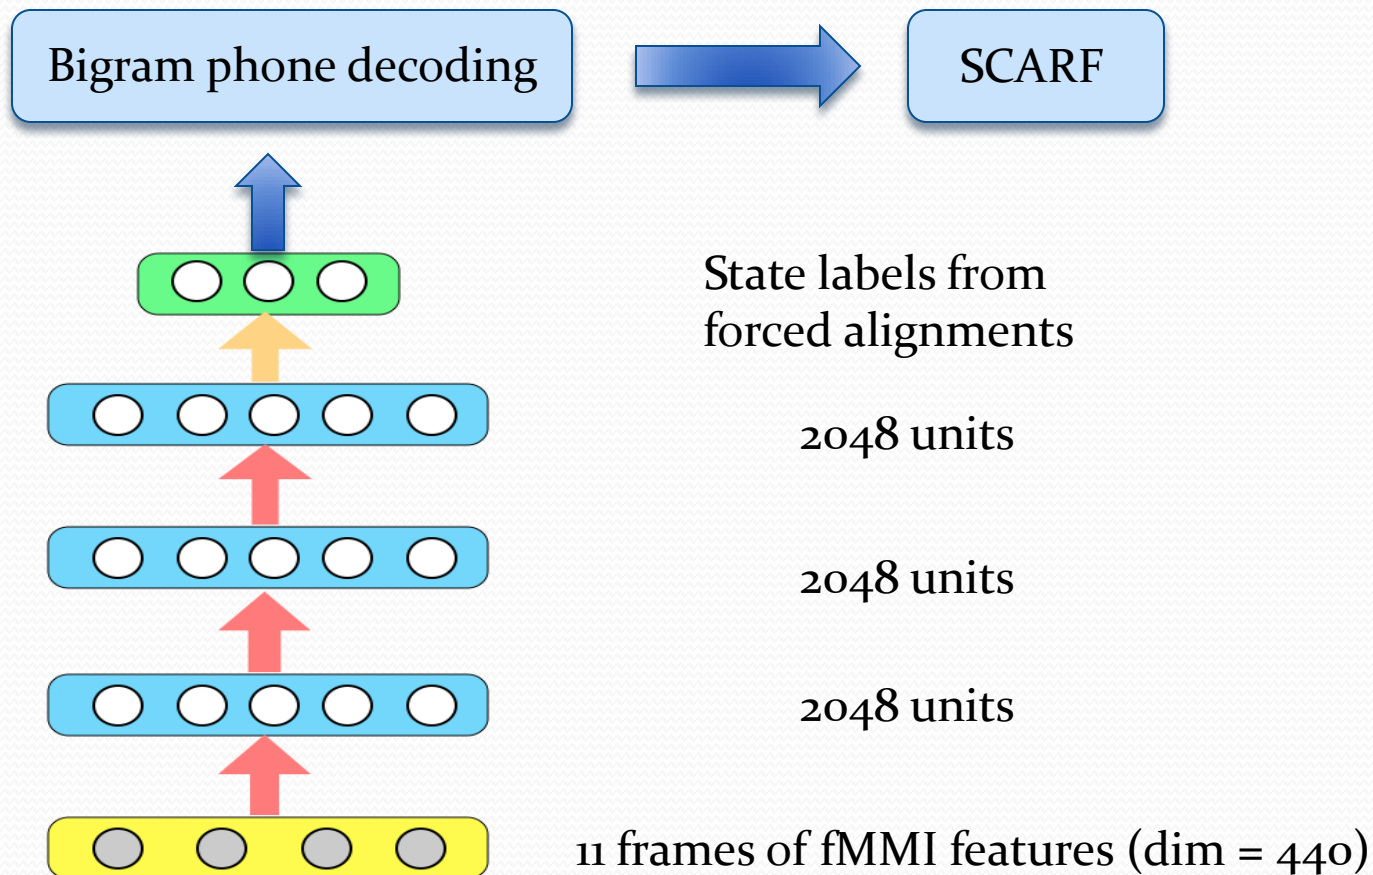 Bigram phone decoding
SCARF
State labels from
forced alignments
2048 units
2048 units
2048 units
11 frames of fMMI features (dim = 440)